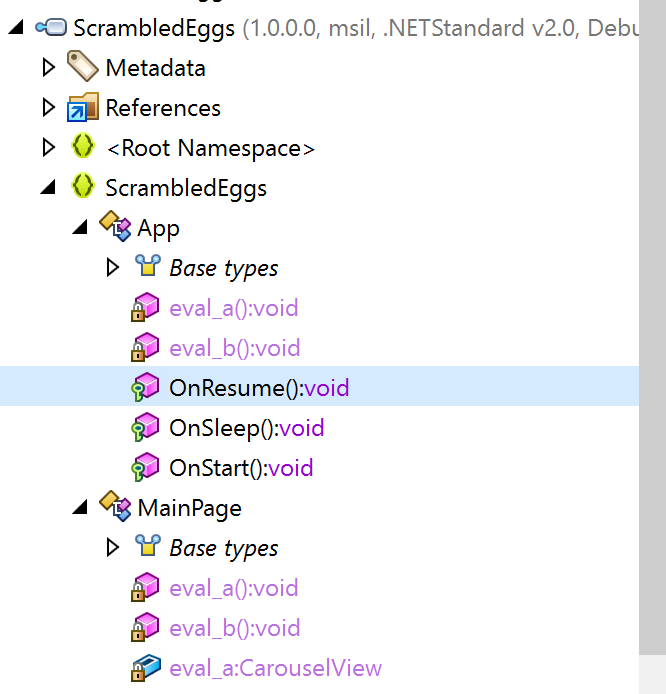 ScrambledEggs (1.0.0.0, msil, .NETStandard v2.0, Debu
Metadata
References
<Root Namespace>
ScrambledEggs
App
Base types
eval_a():void
eval_b():void
OnResume():void
OnSleep():void
OnStart():void
MainPage
Base types
eval_a():void
eval_b():void
eval_a:CarouselView